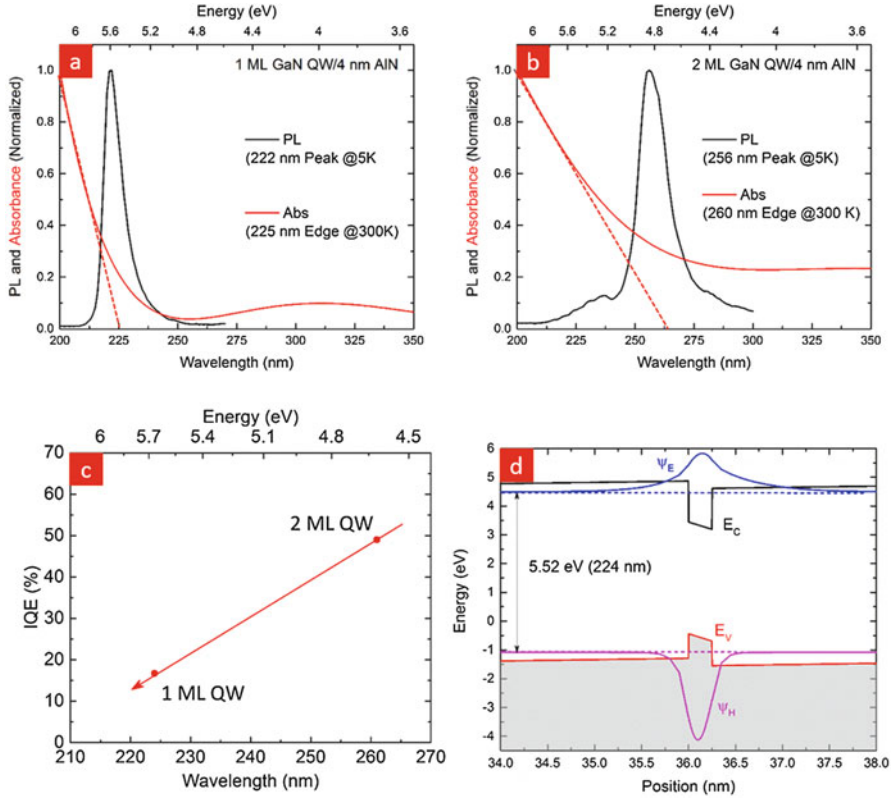 Energy (eV)
6 5.6 5.2 4.8 4.4 4 3.6
a
1 ML GaN QW/4 nm AlN
1.0
0.8
0.6
0.4
0.2
0.0
PL and Absorbance (Normalized)
PL
(222 nm Peak @5K
Abs
(225 nm Edge @300K)
200 225 250 275 300 325 350
Wavelength (nm)
Energy (eV)
6 5.6 5.2 4.8 4.4 4 3.6
b
2 ML GaN QW/4 nm AlN
1.0
0.8
0.6
0.4
0.2
0.0
PL and Absorbance (Normalized)
PL
(256 nm Peak @5K)
Abs
(260 nm Edge @300 K)
200 225 250 275 300 325 350
Wavelength (nm)
Energy (eV)
6 5.7 5.4 5.1 4.8 4.5
c
70
60
50
40
30
20
10
0
IQE (%)
2 ML QW
1 ML QW
210 220 230 240 250 260 270
Wavelength (nm)
d
6
5
4
3
2
1
0
-1
-2
-3
-4
Energy (eV)
ψE
EC
5.52 eV (224 nm)
EV
ψH
34.0 34.5 35.0 35.5 36.0 36.5 37.0 37.5 38.0
Position (nm)